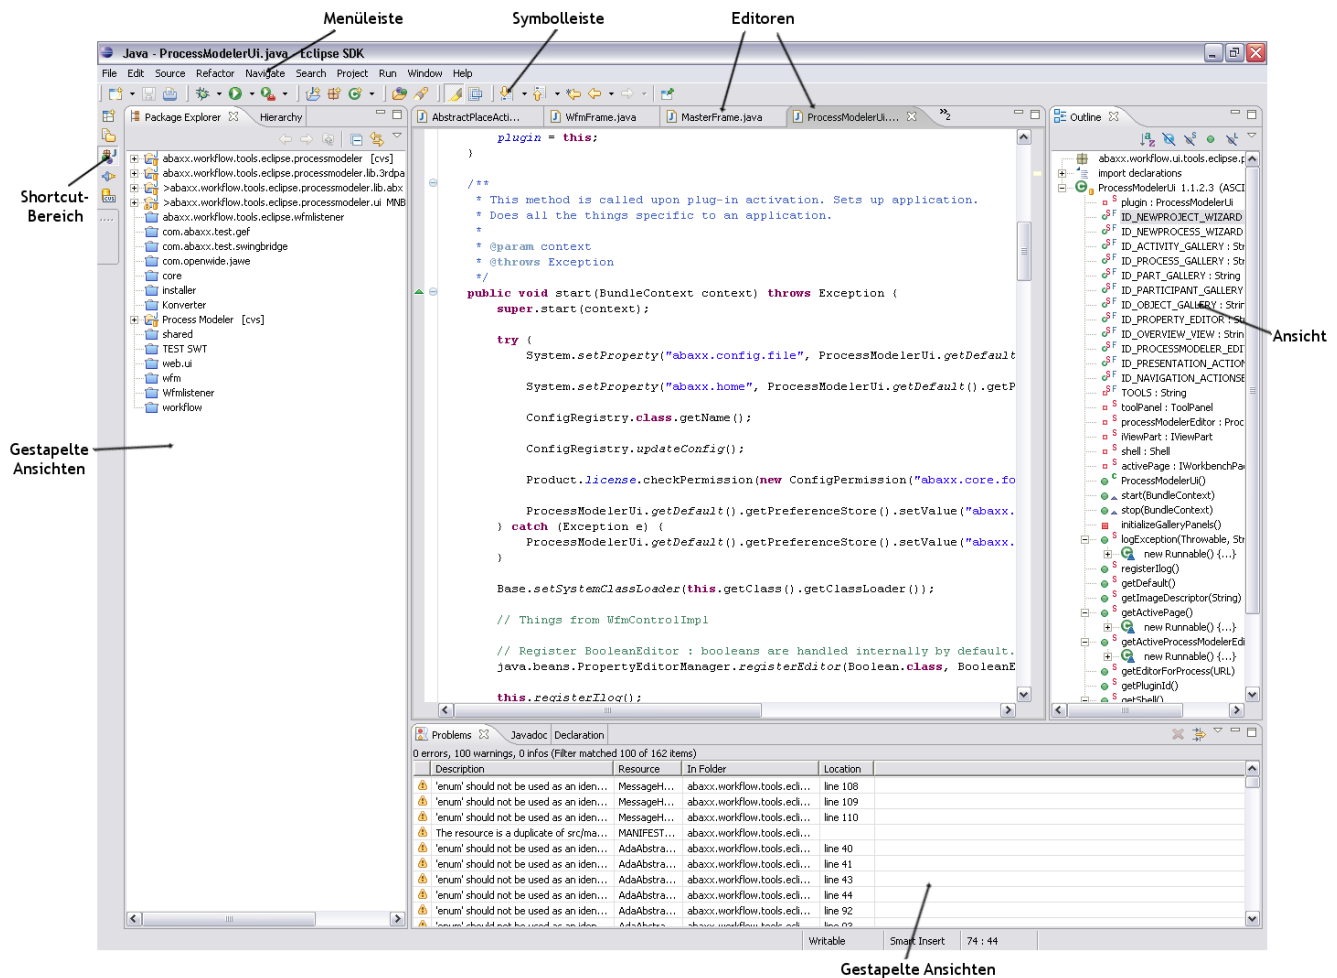 Menüleiste
Symbolleiste
Editoren
Java - ProcessModelerUi.java - Eclipse SDK
File Edit Source Refactor Navigate Search Project Run Window Help
Package Explorer Hierarchy
AbstractPlaceActi... WfmFrame.java MasterFrame.java ProcessModelerUi.... »2
Outline
Shortcut-
Bereich
abaxx.workflow.tools.eclipse.processmodeler [cvs]
abaxx.workflow.tools.eclipse.processmodeler.lib.3rdpa
>abaxx.workflow.tools.eclipse.processmodeler.lib.abx
>abaxx.workflow.tools.eclipse.processmodeler.ui MNB
abaxx.workflow.tools.eclipse.wfmlistener
com.abaxx.test.gef
com.abaxx.test.swingbridge
com.openwide.jawe
core
installer
Konverter
Process Modeler [cvs]
shared
TEST SWT
web.ui
wfm
Wfmlistener
workflow
Gestapelte
Ansichten
plugin = this;
}
/**
* This method is called upon plug-in activation. Sets up application.
* Does all the things specific to an application.
*
* @param context
* @throws Exception
*/
public void start(BundleContext context) throws Exception {
super.start(context);
try {
System.setProperty("abaxx.config.file", ProcessModelerUi.getDefault
System.setProperty("abaxx.home", ProcessModelerUi.getDefault().getP
ConfigRegistry.class.getName();
ConfigRegistry.updateConfig();
Product.license.checkPermission(new ConfigPermission("abaxx.core.fo
ProcessModelerUi.getDefault().getPreferenceStore().setValue("abaxx.
} catch (Exception e) {
ProcessModelerUi.getDefault().getPreferenceStore().setValue("abaxx.
}
Base.setSystemClassLoader(this.getClass().getClassLoader());
// Things from WfmControlImpl
// Register BooleanEditor : booleans are handled internally by default.
java.beans.PropertyEditorManager.registerEditor(Boolean.class, BooleanE
this.registerIlog();
abaxx.workflow.ui.tools.eclipse.p
import declarations
ProcessModelerUi 1.1.2.3 (ASCI
plugin : ProcessModelerUi
ID_NEWPROJECT_WIZARD
ID_NEWPROCESS_WIZARD
ID_ACTIVITY_GALLERY : Stri
ID_PROCESS_GALLERY : Str
ID_PART_GALLERY : String
ID_PARTICIPANT_GALLERY
ID_OBJECT_GALLERY : Strin
ID_PROPERTY_EDITOR : Str
ID_OVERVIEW_VIEW : Strin
ID_PROCESSMODELER_EDI
ID_PRESENTATION_ACTION
ID_NAVIGATION_ACTIONSE
TOOLS : String
toolPanel : ToolPanel
processModelerEditor : Proc
iViewPart : IViewPart
shell : Shell
activePage : IWorkbenchPa
ProcessModelerUi()
start(BundleContext)
stop(BundleContext)
initializeGalleryPanels()
logException(Throwable, Str
new Runnable() {...}
registerIlog()
getDefault()
getImageDescriptor(String)
getActivePage()
new Runnable() {...}
getActiveProcessModelerEdi
new Runnable() {...}
getEditorForProcess(URL)
getPluginId()
getShell()
Ansicht
Problems Javadoc Declaration
0 errors, 100 warnings, 0 infos (Filter matched 100 of 162 items)
Description Resource In Folder Location
'enum' should not be used as an iden... MessageH... abaxx.workflow.tools.ecli... line 108
'enum' should not be used as an iden... MessageH... abaxx.workflow.tools.ecli... line 109
'enum' should not be used as an iden... MessageH... abaxx.workflow.tools.ecli... line 110
The resource is a duplicate of src/ma... MANIFEST... abaxx.workflow.tools.ecli...
'enum' should not be used as an iden... AdaAbstra... abaxx.workflow.tools.ecli... line 40
'enum' should not be used as an iden... AdaAbstra... abaxx.workflow.tools.ecli... line 41
'enum' should not be used as an iden... AdaAbstra... abaxx.workflow.tools.ecli... line 43
'enum' should not be used as an iden... AdaAbstra... abaxx.workflow.tools.ecli... line 44
'enum' should not be used as an iden... AdaAbstra... abaxx.workflow.tools.ecli... line 92
'enum' should not be used as an iden... AdaAbstra... abaxx.workflow.tools.ecli... line 93
Writable Smart Insert 74 : 44
Gestapelte Ansichten